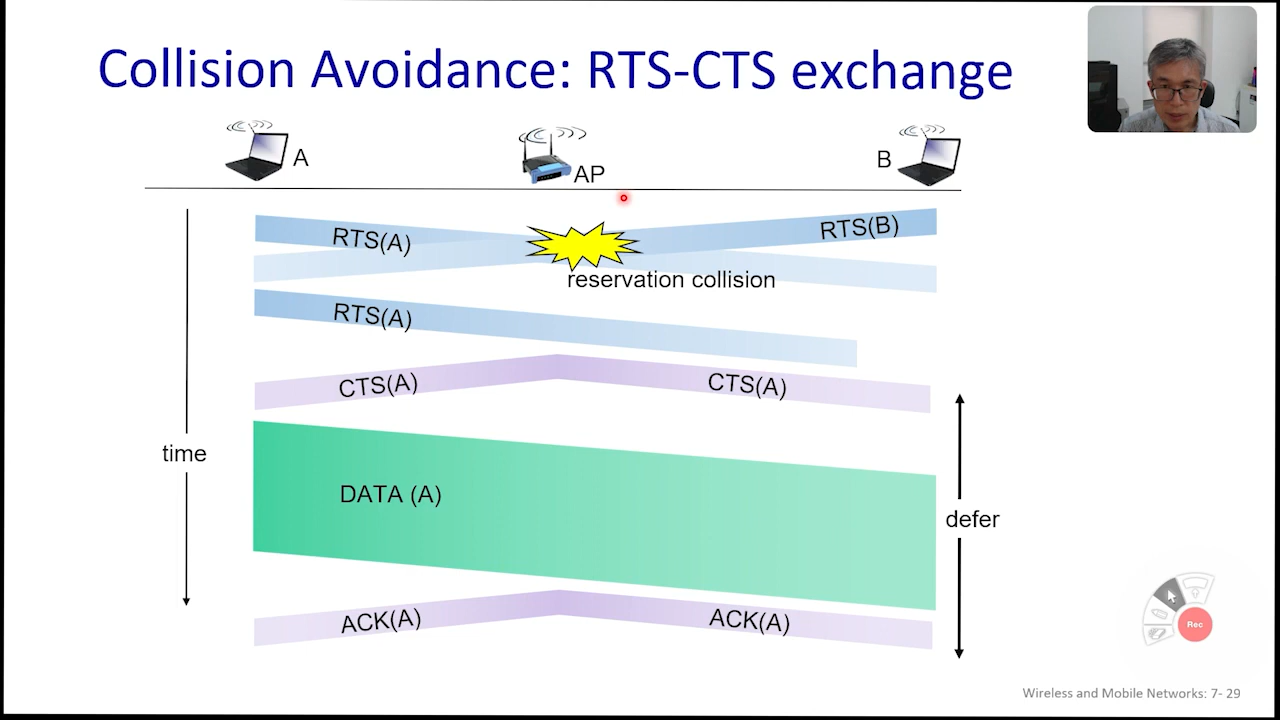 Collision Avoidance: RTS-CTS exchange
A
AP
B
RTS(A)
RTS(B)
reservation collision
RTS(A)
CTS(A)
CTS(A)
time
DATA (A)
defer
ACK(A)
ACK(A)
Rec
Wireless and Mobile Networks: 7- 29